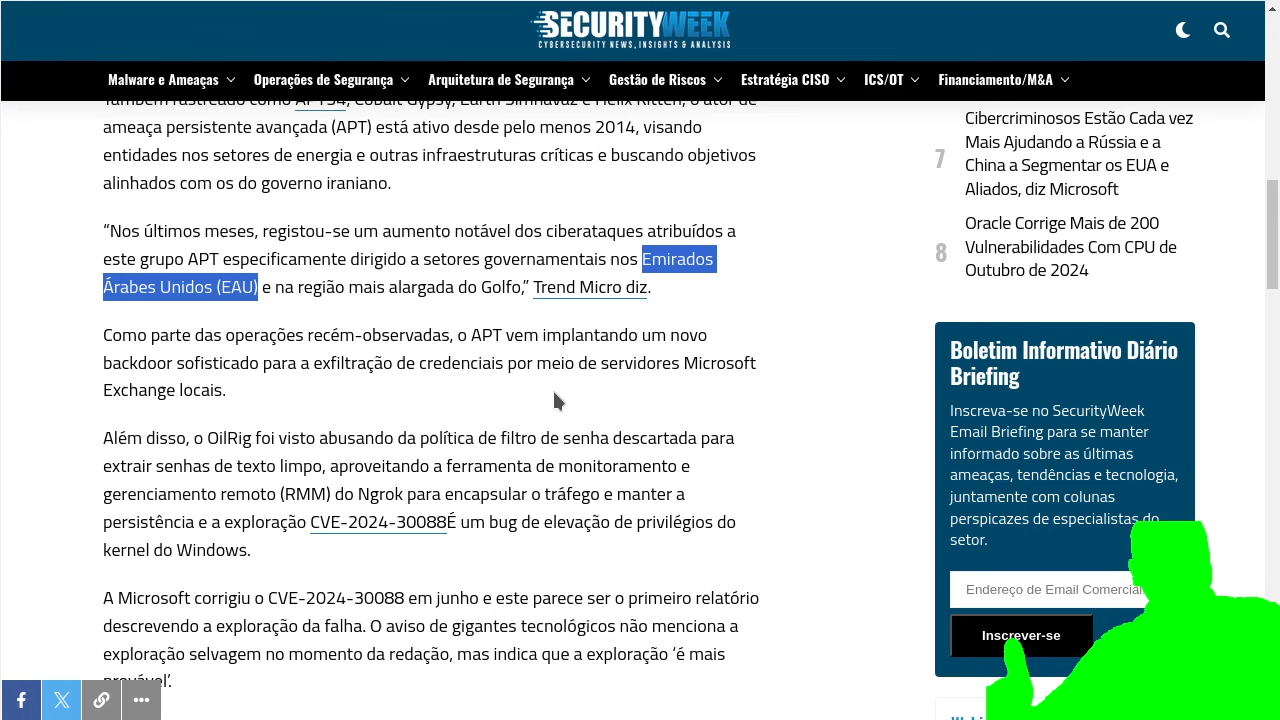 SECURITYWEEK
CYBERSECURITY NEWS, INSIGHTS & ANALYSIS
Malware e Ameaças
Operações de Segurança
Arquitetura de Segurança
Gestão de Riscos
Estratégia CISO
ICS/OT
Financiamento/M&A
Também rastreado como APT34, Cobalt Gypsy, Earth Simnavaz e Helix Kitten, o ator de
ameaça persistente avançada (APT) está ativo desde pelo menos 2014, visando
entidades nos setores de energia e outras infraestruturas críticas e buscando objetivos
alinhados com os do governo iraniano.
“Nos últimos meses, registou-se um aumento notável dos ciberataques atribuídos a
este grupo APT especificamente dirigido a setores governamentais nos Emirados
Árabes Unidos (EAU) e na região mais alargada do Golfo,” Trend Micro diz.
Como parte das operações recém-observadas, o APT vem implantando um novo
backdoor sofisticado para a exfiltração de credenciais por meio de servidores Microsoft
Exchange locais.
Além disso, o OilRig foi visto abusando da política de filtro de senha descartada para
extrair senhas de texto limpo, aproveitando a ferramenta de monitoramento e
gerenciamento remoto (RMM) do Ngrok para encapsular o tráfego e manter a
persistência e a exploração CVE-2024-30088É um bug de elevação de privilégios do
kernel do Windows.
A Microsoft corrigiu o CVE-2024-30088 em junho e este parece ser o primeiro relatório
descrevendo a exploração da falha. O aviso de gigantes tecnológicos não menciona a
exploração selvagem no momento da redação, mas indica que a exploração ‘é mais
provável’.
7
Cibercriminosos Estão Cada vez
Mais Ajudando a Rússia e a
China a Segmentar os EUA e
Aliados, diz Microsoft
8
Oracle Corrige Mais de 200
Vulnerabilidades Com CPU de
Outubro de 2024
Boletim Informativo Diário
Briefing
Inscreva-se no SecurityWeek
Email Briefing para se manter
informado sobre as últimas
ameaças, tendências e tecnologia,
juntamente com colunas
perspicazes de especialistas do
setor.
Endereço de Email Comercial
Inscrever-se